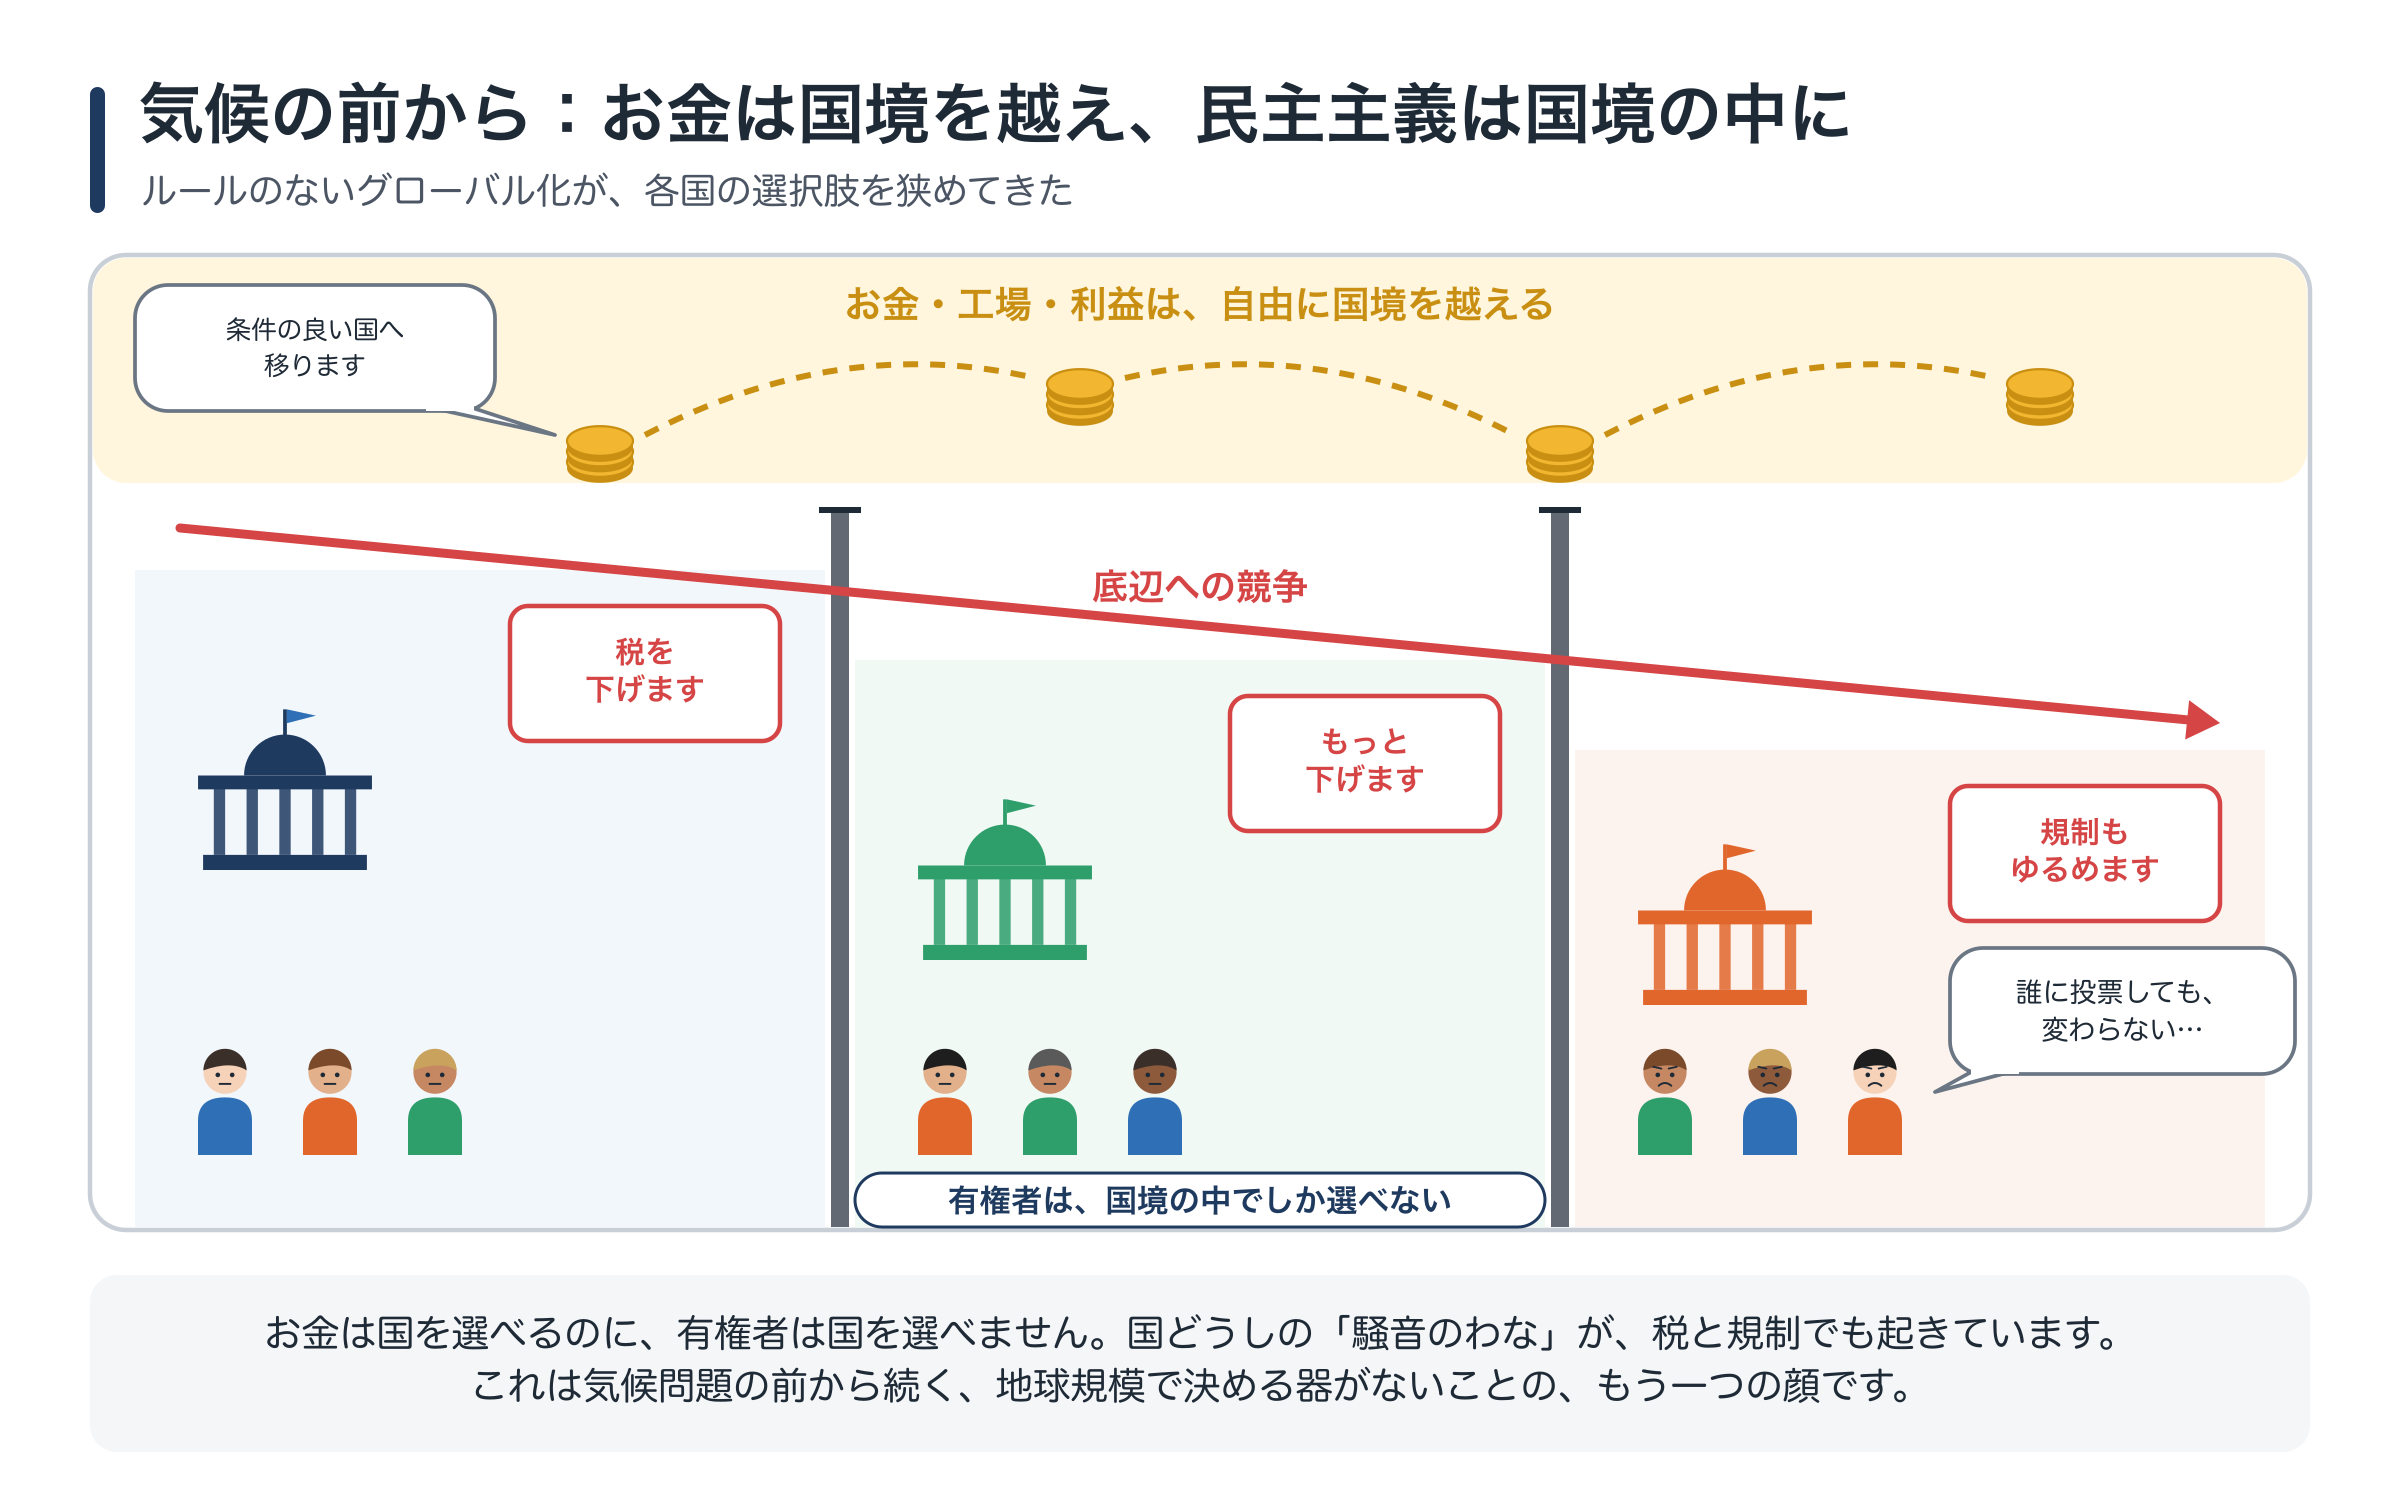 気候の前から：お金は国境を越え、民主主義は国境の中に
ルールのないグローバル化が、各国の選択肢を狭めてきた
お金・工場・利益は、自由に国境を越える
条件の良い国へ
移ります
底辺への競争
税を
下げます
もっと
下げます
規制も
ゆるめます
誰に投票しても、
変わらない…
有権者は、国境の中でしか選べない
お金は国を選べるのに、有権者は国を選べません。国どうしの「騒音のわな」が、税と規制でも起きています。
これは気候問題の前から続く、地球規模で決める器がないことの、もう一つの顔です。